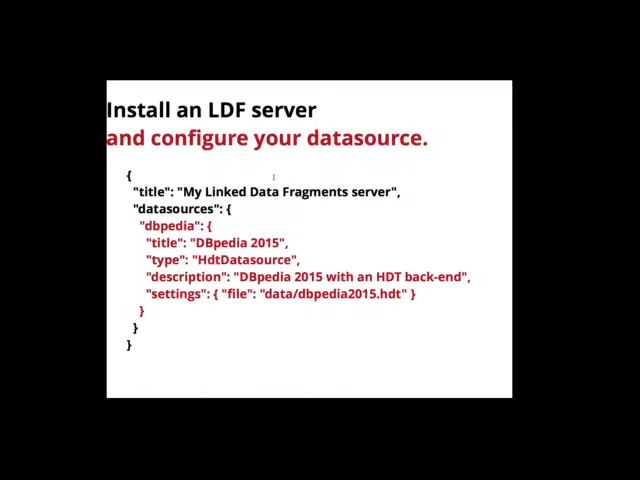 Install an LDF server
and configure your datasource.
{
"title": "My Linked Data Fragments server",
"datasources": {
"dbpedia": {
"title": "DBpedia 2015",
"type": "HdtDatasource",
"description": "DBpedia 2015 with an HDT back-end",
"settings": { "file": "data/dbpedia2015.hdt" }
}
}
}